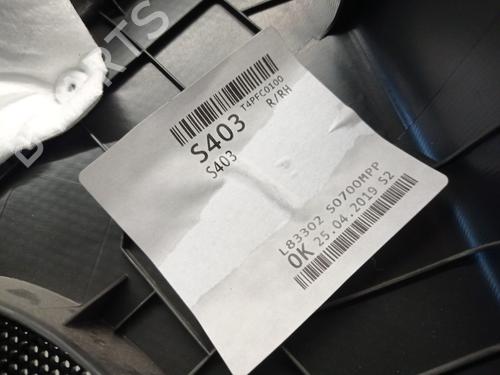 T4PFC0100
S403 R/RH
S403
L83302 S0700MPP
OK 25.04.2019 S2